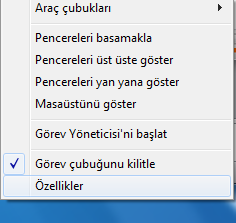 Araç çubukları
Pencereleri basamakla
Pencereleri üst üste göster
Pencereleri yan yana göster
Masaüstünü göster
Görev Yöneticisi'ni başlat
Görev çubuğunu kilitle
Özellikler